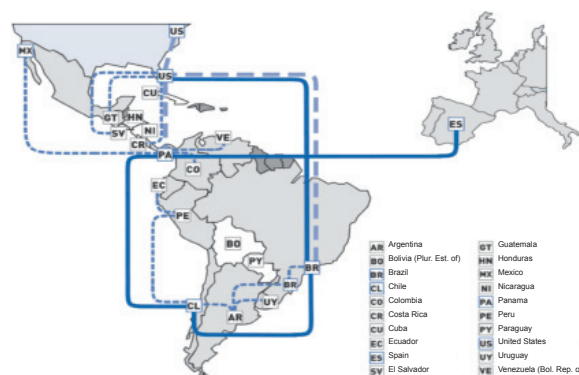 US
MX
US
CU
GT
HN
SV
NI
CR
PA
VE
CO
ES
EC
PE
BO
PY
BR
BR
CL
UY
AR
AR Argentina
BO Bolivia (Plur. Est. of)
BR Brazil
CL Chile
CO Colombia
CR Costa Rica
CU Cuba
EC Ecuador
ES Spain
SV El Salvador
GT Guatemala
HN Honduras
MX Mexico
NI Nicaragua
PA Panama
PE Peru
PY Paraguay
US United States
UY Uruguay
VE Venezuela (Bol. Rep. o